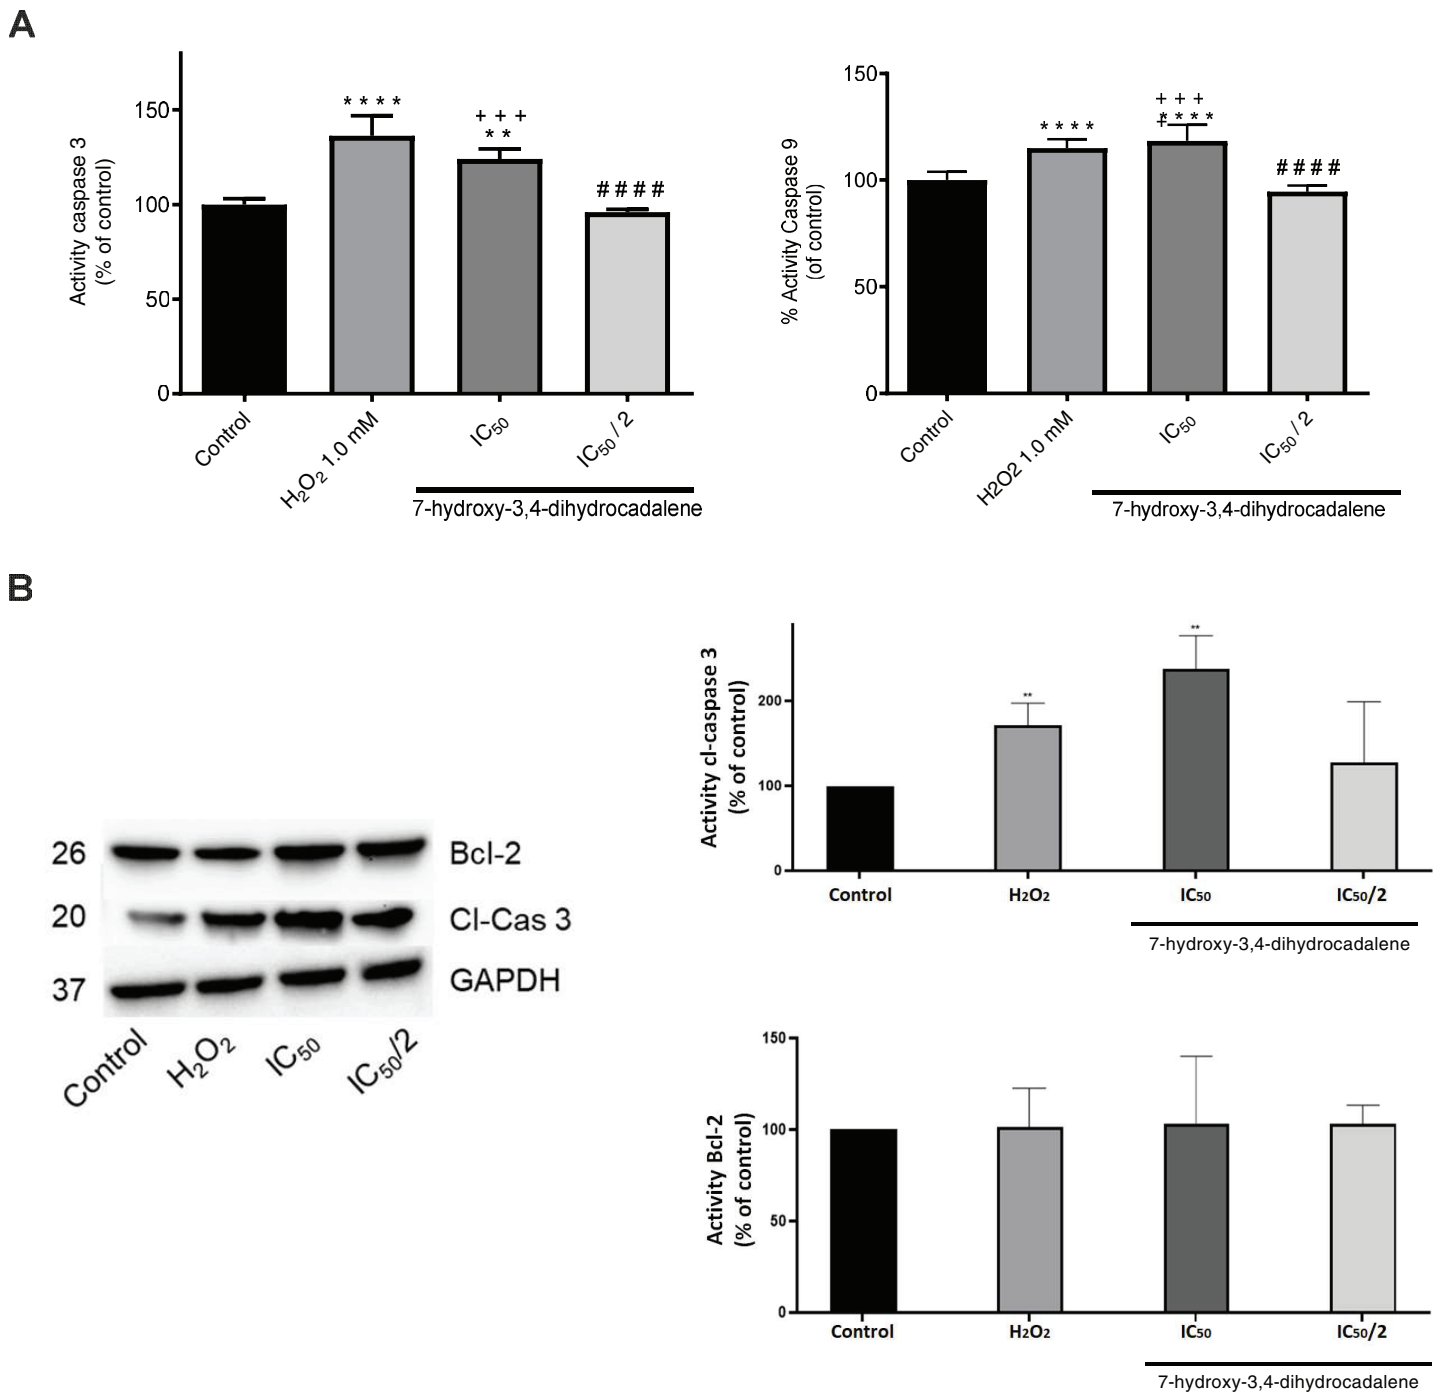 A
Activity caspase 3
(% of control)
150
100
50
0
* * * *
+ + +
* *
# # # #
Control
H₂O₂ 1.0 mM
IC₅₀
IC₅₀ / 2
7-hydroxy-3,4-dihydrocadalene
% Activity Caspase 9
(of control)
150
100
50
0
* * * *
+ + +
+
* * * *
# # # #
Control
H2O2 1.0 mM
IC₅₀
IC₅₀ / 2
7-hydroxy-3,4-dihydrocadalene
B
26
Bcl-2
20
Cl-Cas 3
37
GAPDH
Control
H₂O₂
IC₅₀
IC₅₀/2
Activity cl-caspase 3
(% of control)
200
100
0
**
**
Control
H₂O₂
IC₅₀
IC₅₀/2
7-hydroxy-3,4-dihydrocadalene
Activity Bcl-2
(% of control)
150
100
50
0
Control
H₂O₂
IC₅₀
IC₅₀/2
7-hydroxy-3,4-dihydrocadalene